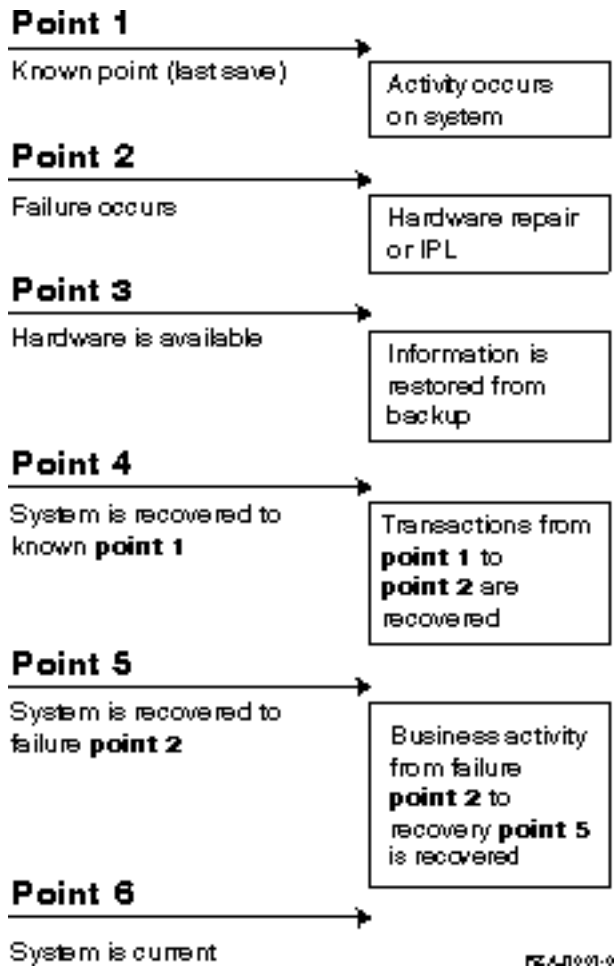 Point 1
Known point (last save)
Activity occurs
on system
Point 2
Failure occurs
Hardware repair
or IPL
Point 3
Hardware is available
Information is
restored from
backup
Point 4
System is recovered to
known point 1
Transactions from
point 1 to
point 2 are
recovered
Point 5
System is recovered to
failure point 2
Business activity
from failure
point 2 to
recovery point 5
is recovered
Point 6
System is current